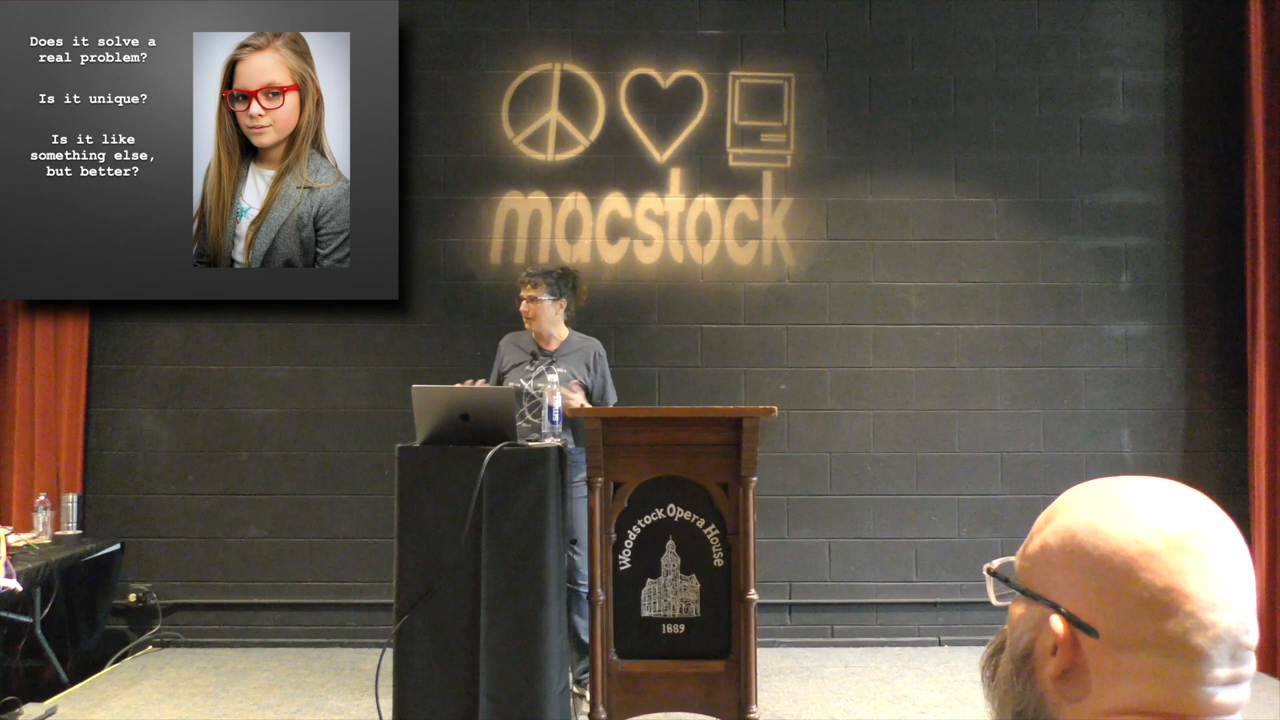 Does it solve a
real problem?
Is it unique?
Is it like
something else,
but better?
macstock
Woodstock Opera House
1889